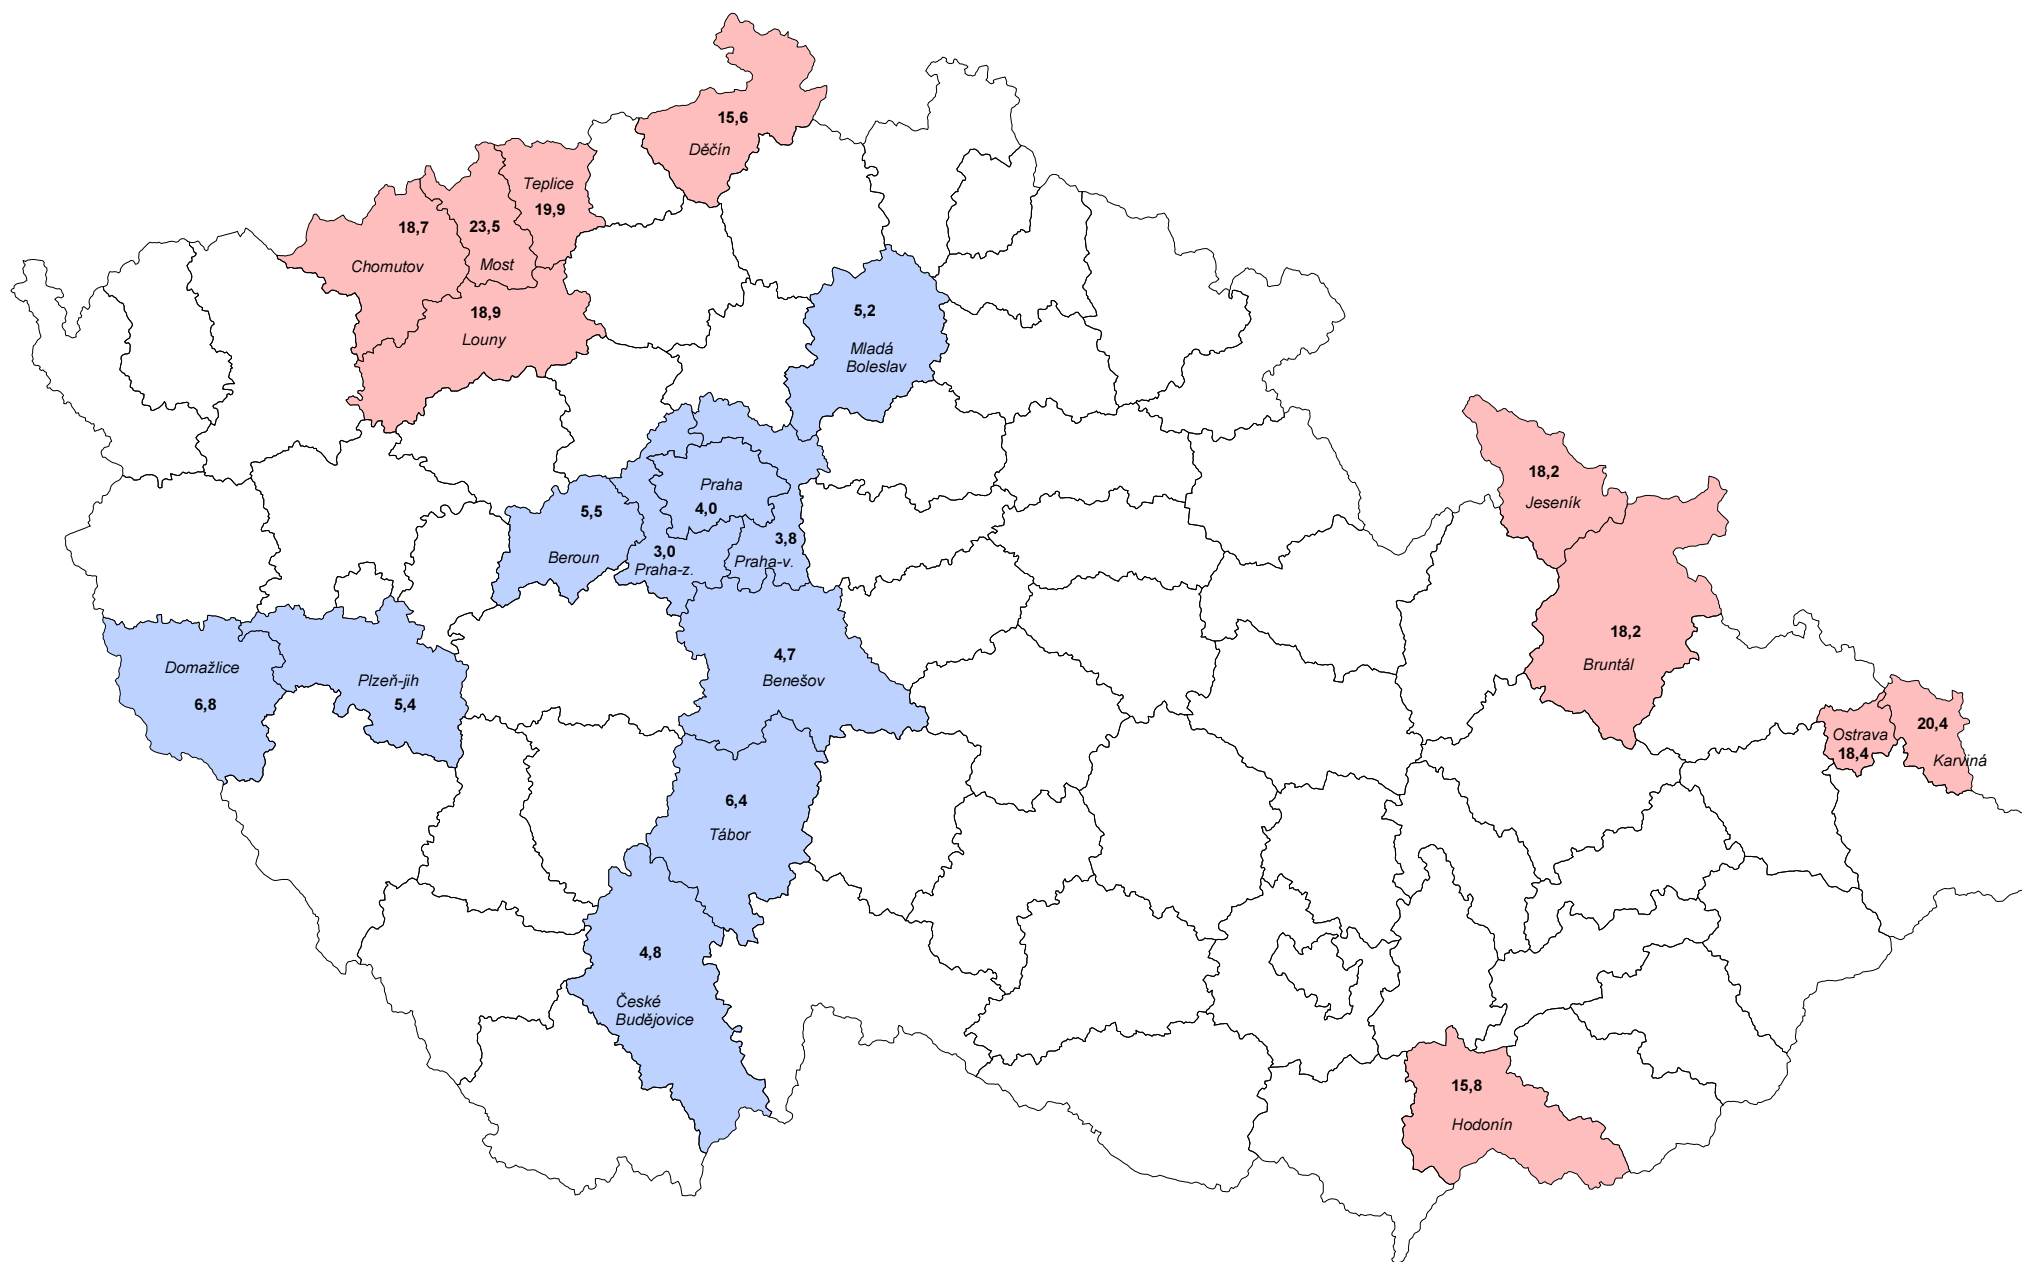 15,6
Děčín
Teplice
19,9
18,7
Chomutov
23,5
Most
18,9
Louny
5,2
Mladá
Boleslav
Praha
4,0
5,5
Beroun
3,0
Praha-z.
3,8
Praha-v.
18,2
Jeseník
Domažlice
6,8
Plzeň-jih
5,4
4,7
Benešov
18,2
Bruntál
Ostrava
18,4
20,4
Karviná
6,4
Tábor
4,8
České
Budějovice
15,8
Hodonín